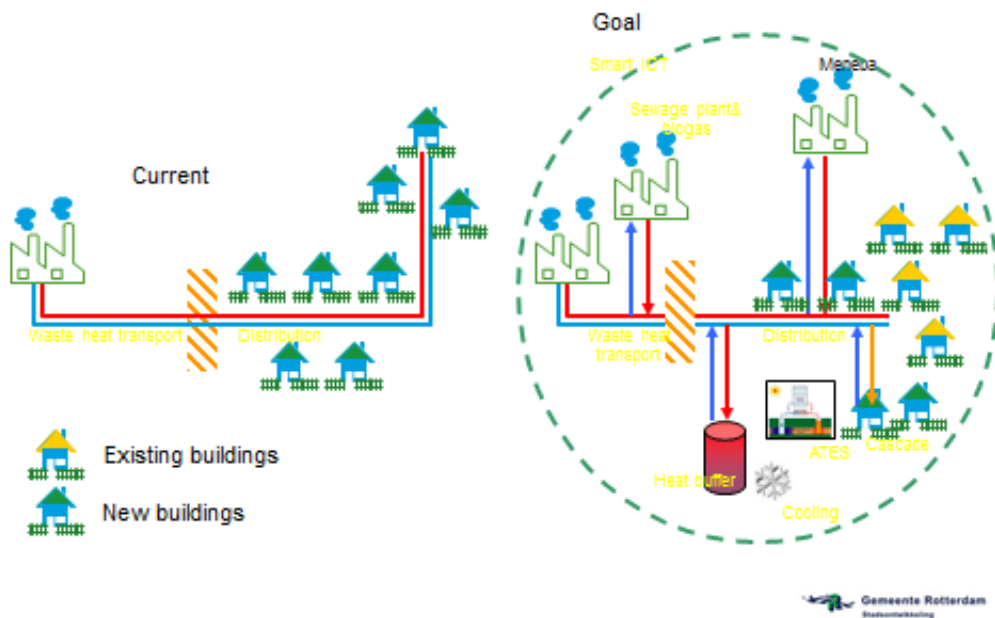 Goal
Smart ICT
Meneba
Sewage plant&
biogas
Current
Waste heat transport
Distribution
Waste heat
transport
Distribution
Existing buildings
New buildings
Heat buffer
ATES
Cascade
Cooling
Gemeente Rotterdam
Stadsontwikkeling